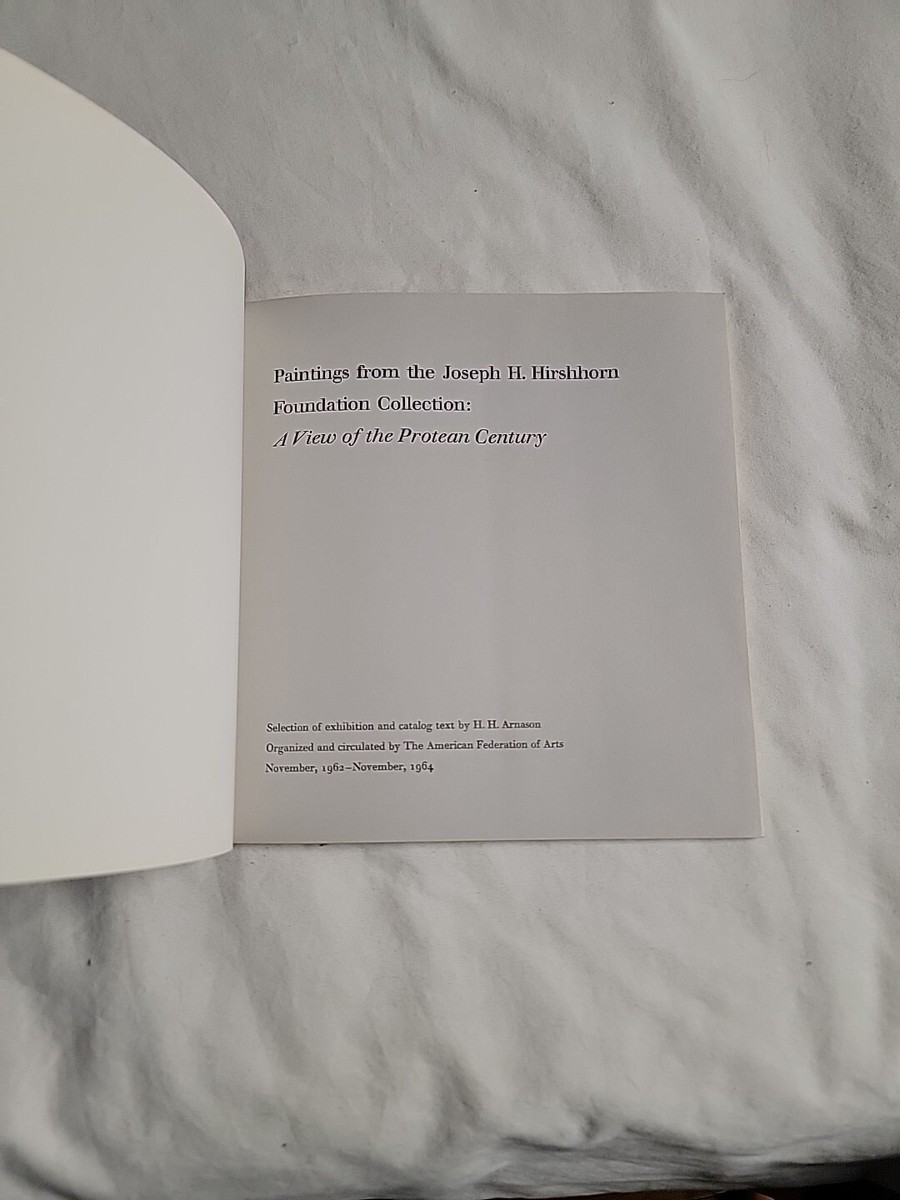 Paintings from the Joseph H. Hirshhorn
Foundation Collection:
A View of the Protean Century
Selection of exhibition and catalog text by H. H. Arnason
Organized and circulated by The American Federation of Arts
November, 1962–November, 1964